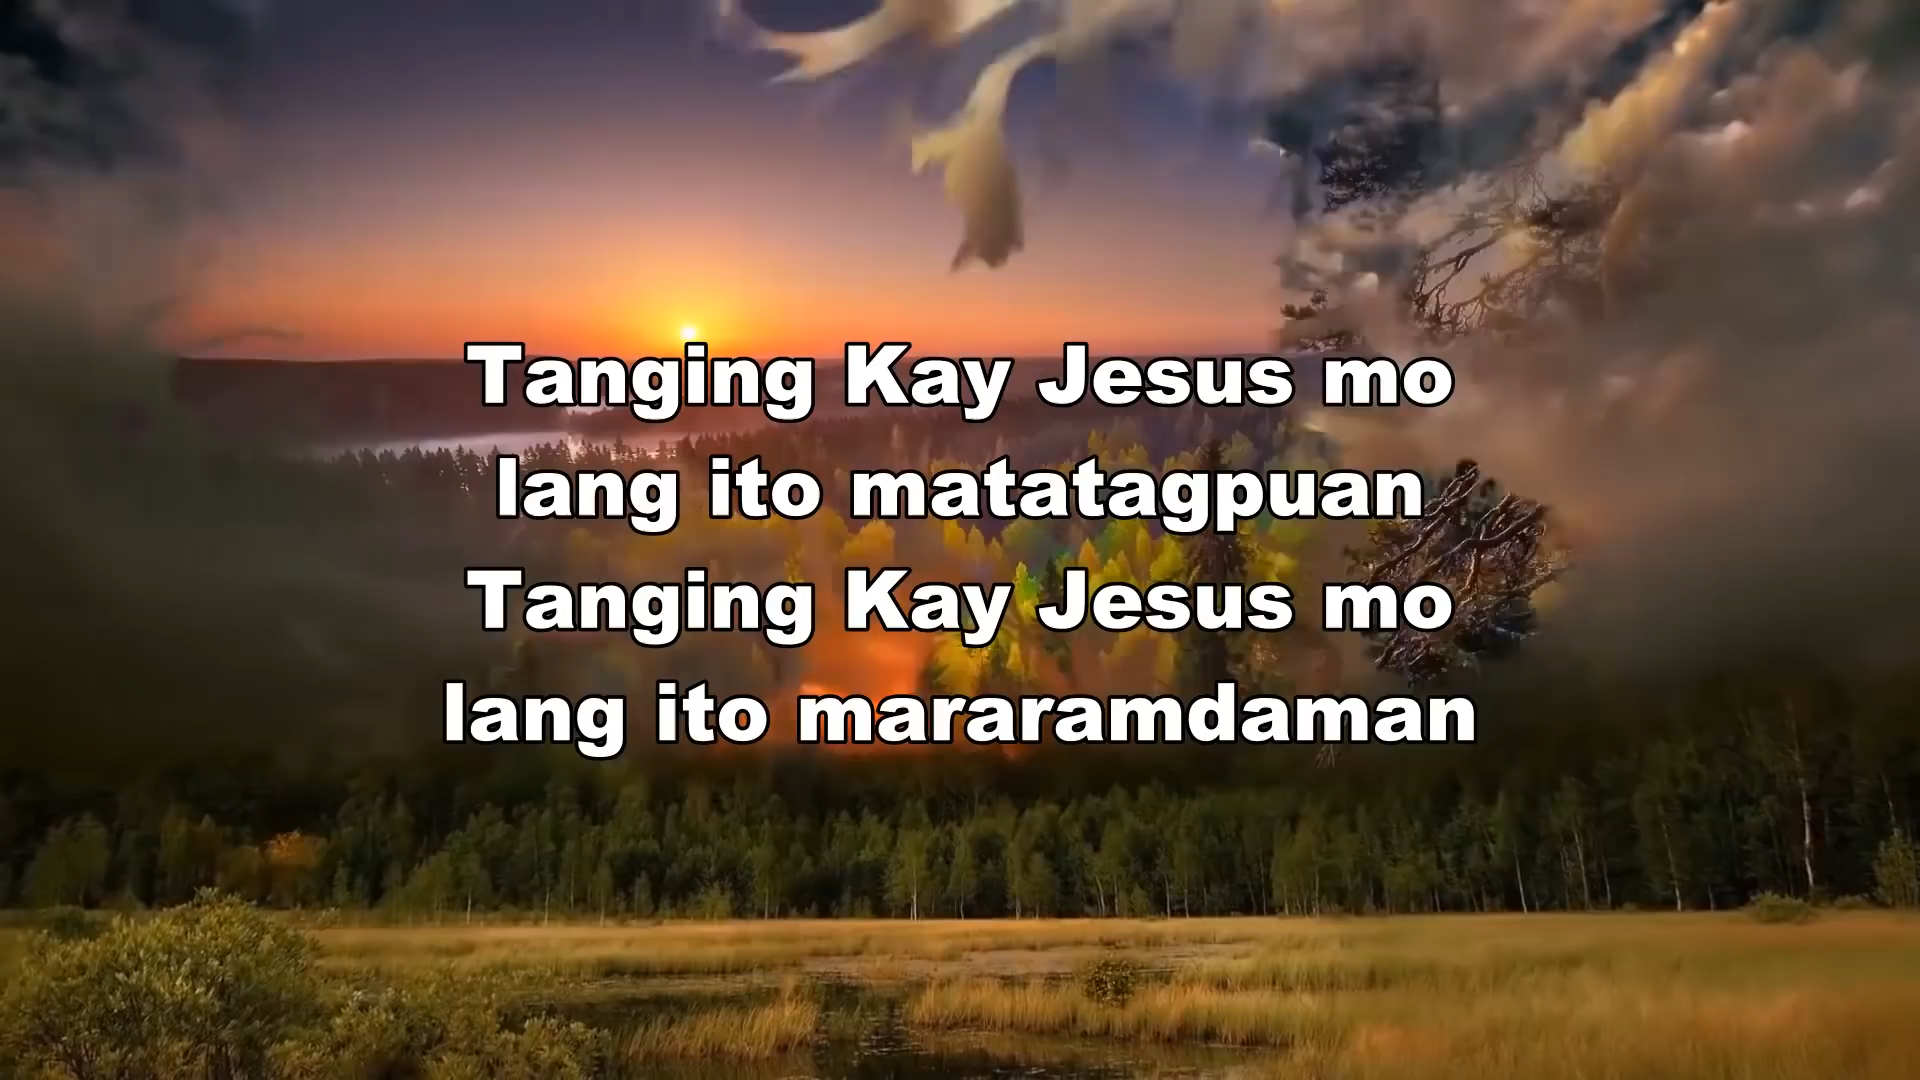 Tanging Kay Jesus mo
lang ito matatagpuan
Tanging Kay Jesus mo
lang ito mararamdaman